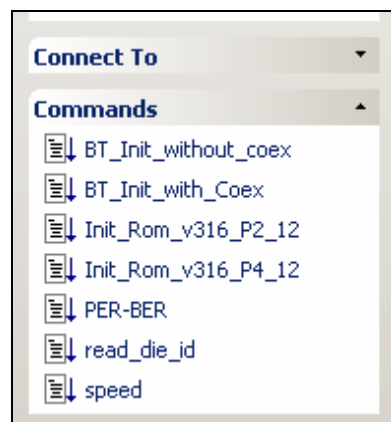 Connect To
Commands
BT_Init_without_coex
BT_Init_with_Coex
Init_Rom_v316_P2_12
Init_Rom_v316_P4_12
PER-BER
read_die_id
speed